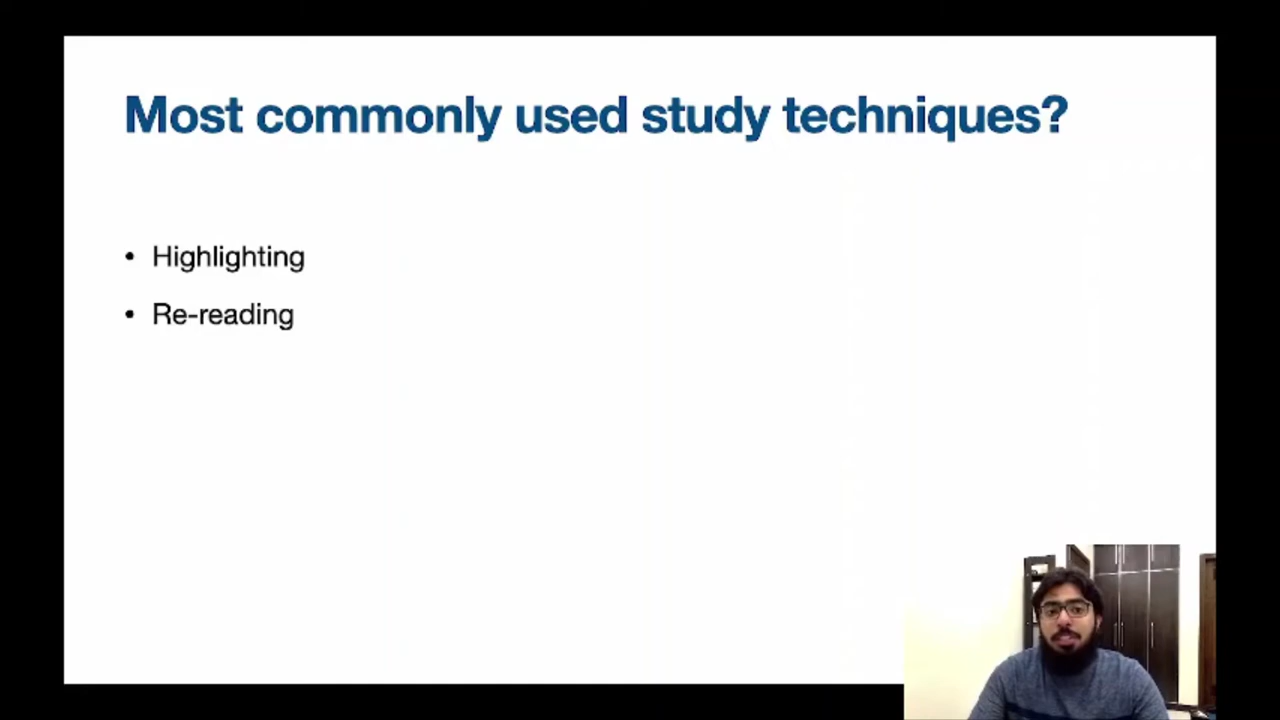 Most commonly used study techniques?
• Highlighting
• Re-reading